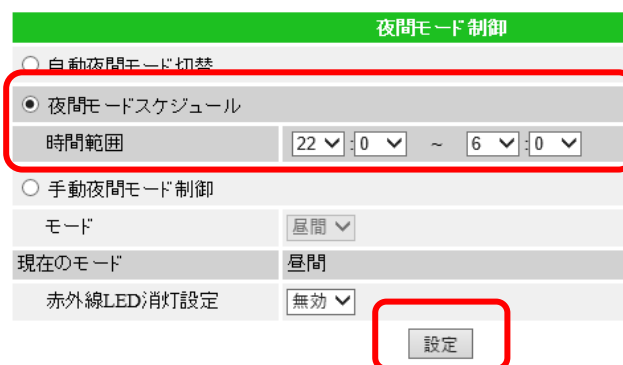 夜間モード制御
自動夜間モード切替
夜間モードスケジュール
時間範囲 22 : 0 ~ 6 : 0
手動夜間モード制御
モード 昼間
現在のモード 昼間
赤外線LED消灯設定 無効
設定